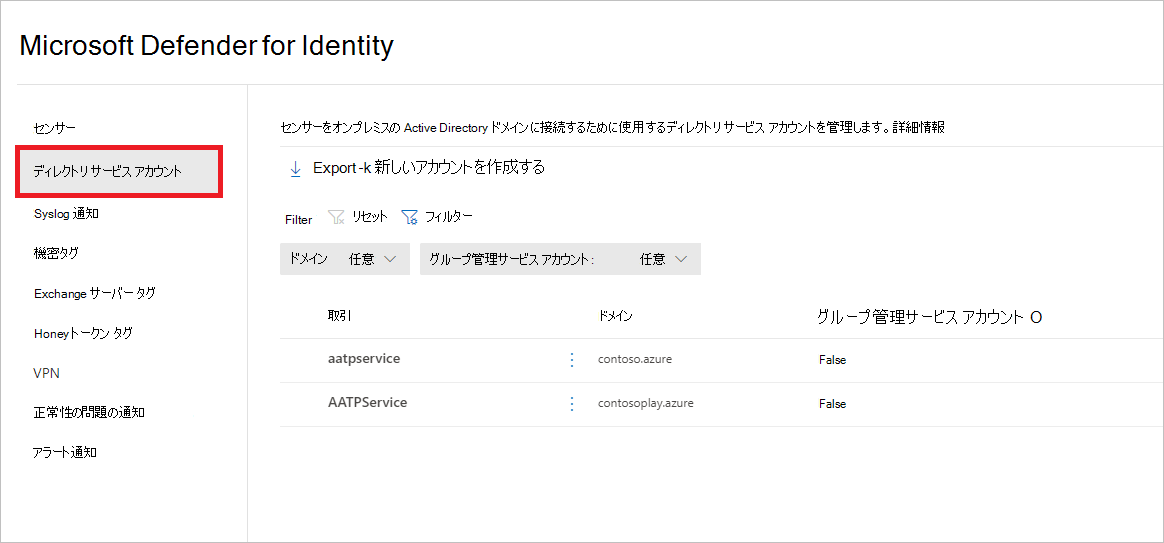 Microsoft Defender for Identity
センサー
ディレクトリ サービス アカウント
Syslog 通知
機密タグ
Exchange サーバー タグ
Honeyトークン タグ
VPN
正常性の問題の通知
アラート通知
センサーをオンプレミスの Active Directory ドメインに接続するために使用するディレクトリ サービス アカウントを管理します。詳細情報
Export -k 新しいアカウントを作成する
Filter リセット フィルター
ドメイン 任意 グループ管理サービス アカウント: 任意
取引 ドメイン グループ管理サービス アカウント O
aatpservice contoso.azure False
AATPService contosoplay.azure False